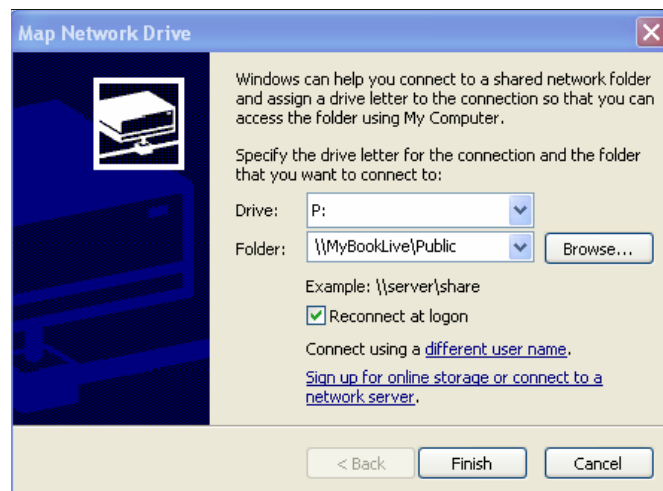 Map Network Drive
Windows can help you connect to a shared network folder
and assign a drive letter to the connection so that you can
access the folder using My Computer.
Specify the drive letter for the connection and the folder
that you want to connect to:
Drive: P:
Folder: \\MyBookLive\Public Browse...
Example: \\server\share
Reconnect at logon
Connect using a different user name.
Sign up for online storage or connect to a
network server.
< Back Finish Cancel